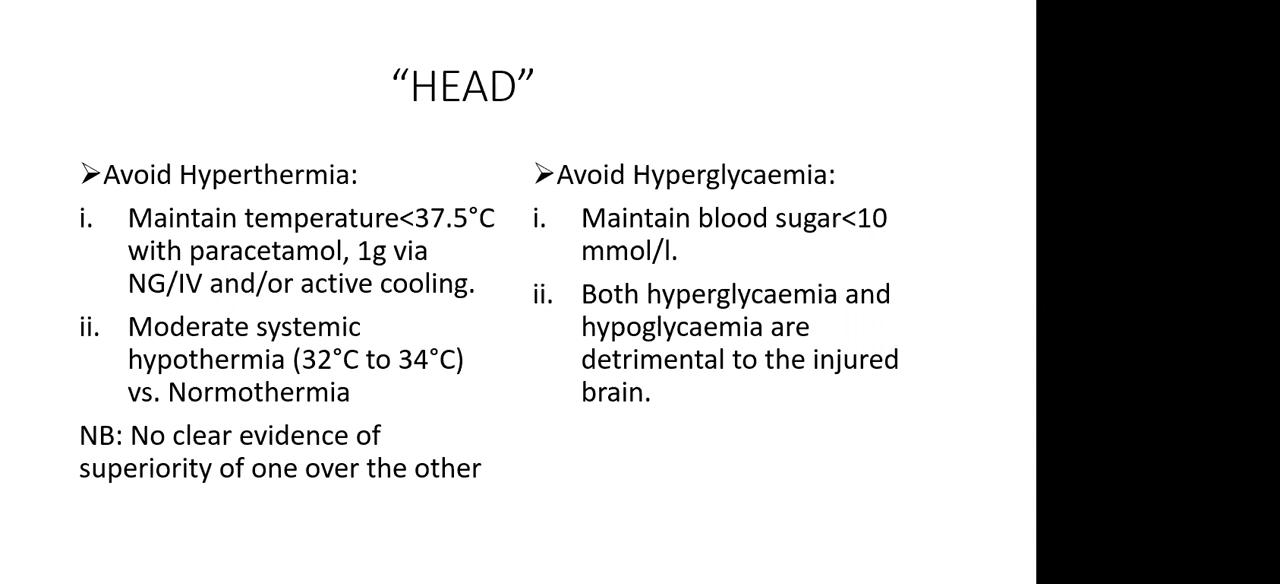 “HEAD”
➢Avoid Hyperthermia:
i. Maintain temperature<37.5°C
with paracetamol, 1g via
NG/IV and/or active cooling.
ii. Moderate systemic
hypothermia (32°C to 34°C)
vs. Normothermia
NB: No clear evidence of
superiority of one over the other
➢Avoid Hyperglycaemia:
i. Maintain blood sugar<10
mmol/l.
ii. Both hyperglycaemia and
hypoglycaemia are
detrimental to the injured
brain.